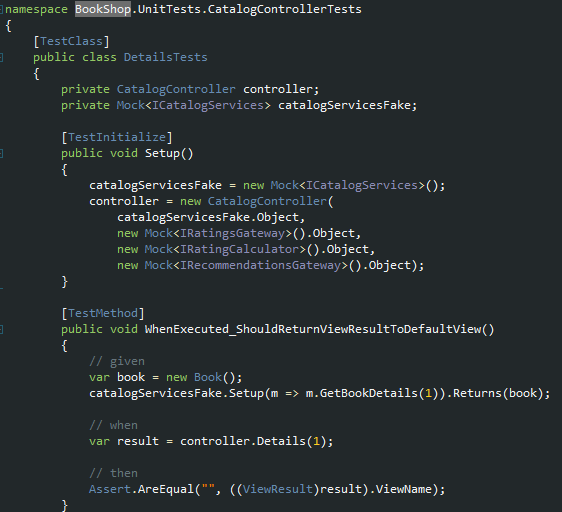 namespace BookShop.UnitTests.CatalogControllerTests
{
    [TestClass]
    public class DetailsTests
    {
        private CatalogController controller;
        private Mock<ICatalogServices> catalogServicesFake;

        [TestInitialize]
        public void Setup()
        {
            catalogServicesFake = new Mock<ICatalogServices>();
            controller = new CatalogController(
                catalogServicesFake.Object,
                new Mock<IRatingsGateway>().Object,
                new Mock<IRatingCalculator>().Object,
                new Mock<IRecommendationsGateway>().Object);
        }

        [TestMethod]
        public void WhenExecuted_ShouldReturnViewResultToDefaultView()
        {
            // given
            var book = new Book();
            catalogServicesFake.Setup(m => m.GetBookDetails(1)).Returns(book);

            // when
            var result = controller.Details(1);

            // then
            Assert.AreEqual("", ((ViewResult)result).ViewName);
        }